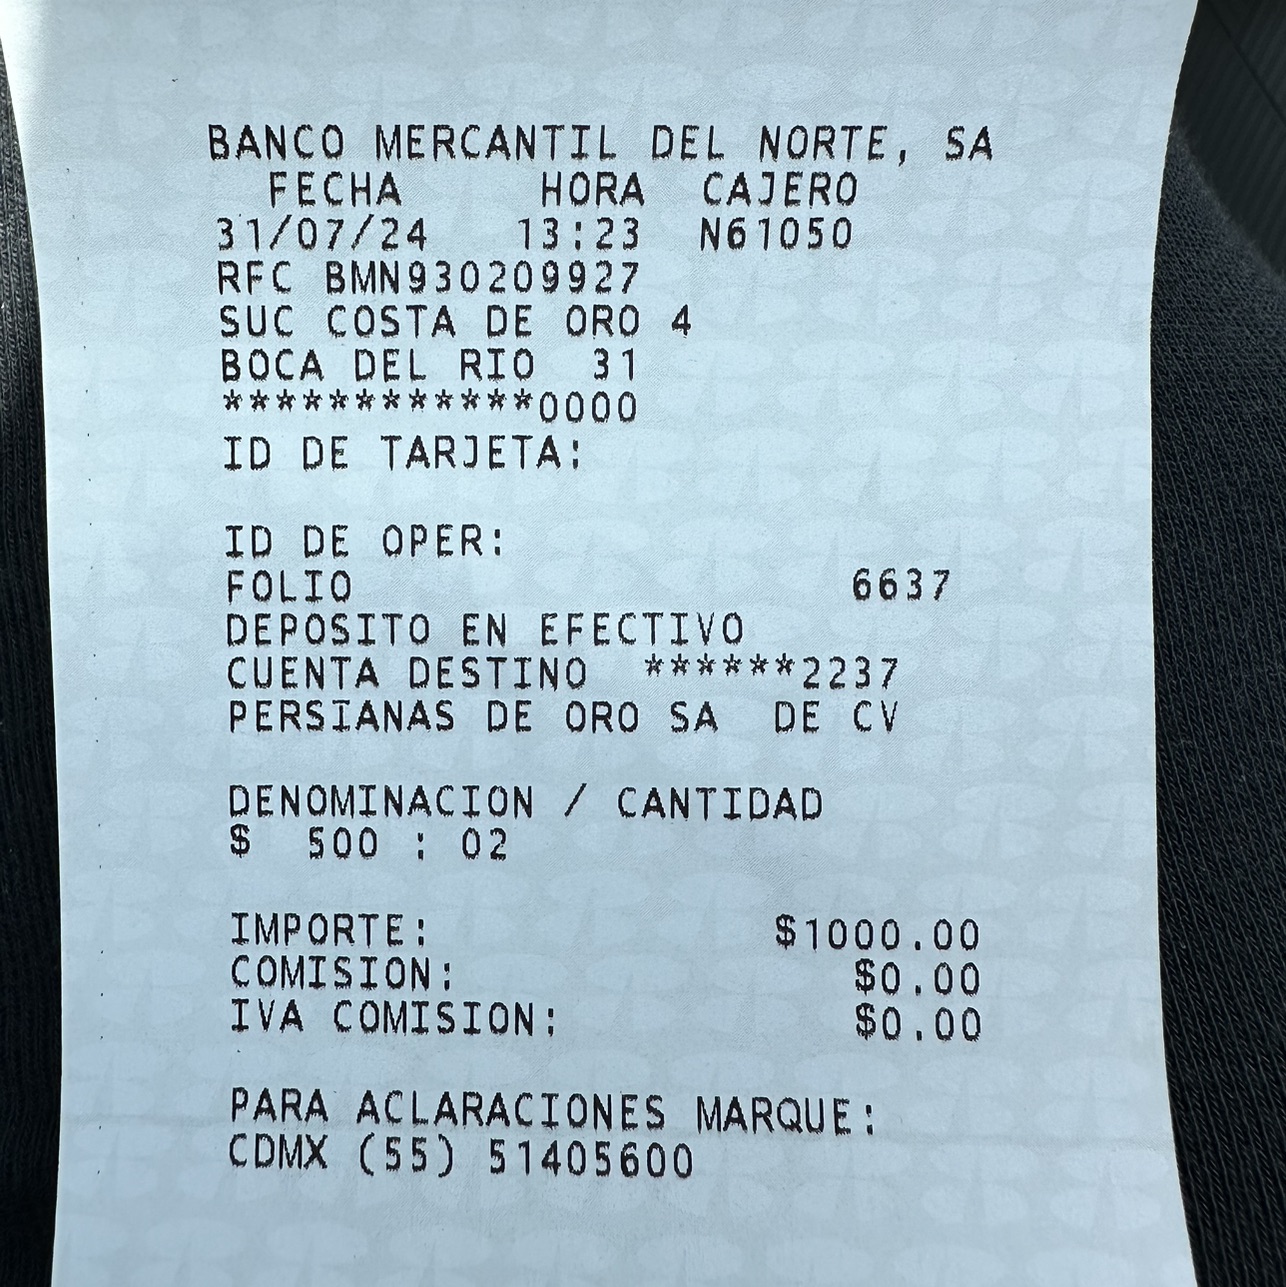 BANCO MERCANTIL DEL NORTE, SA
FECHA HORA CAJERO
31/07/24 13:23 N61050
RFC BMN930209927
SUC COSTA DE ORO 4
BOCA DEL RIO 31
************0000
ID DE TARJETA:
ID DE OPER:
FOLIO 6637
DEPOSITO EN EFECTIVO
CUENTA DESTINO ******2237
PERSIANAS DE ORO SA DE CV
DENOMINACION / CANTIDAD
$ 500 : 02
IMPORTE: $1000.00
COMISION: $0.00
IVA COMISION: $0.00
PARA ACLARACIONES MARQUE:
CDMX (55) 51405600